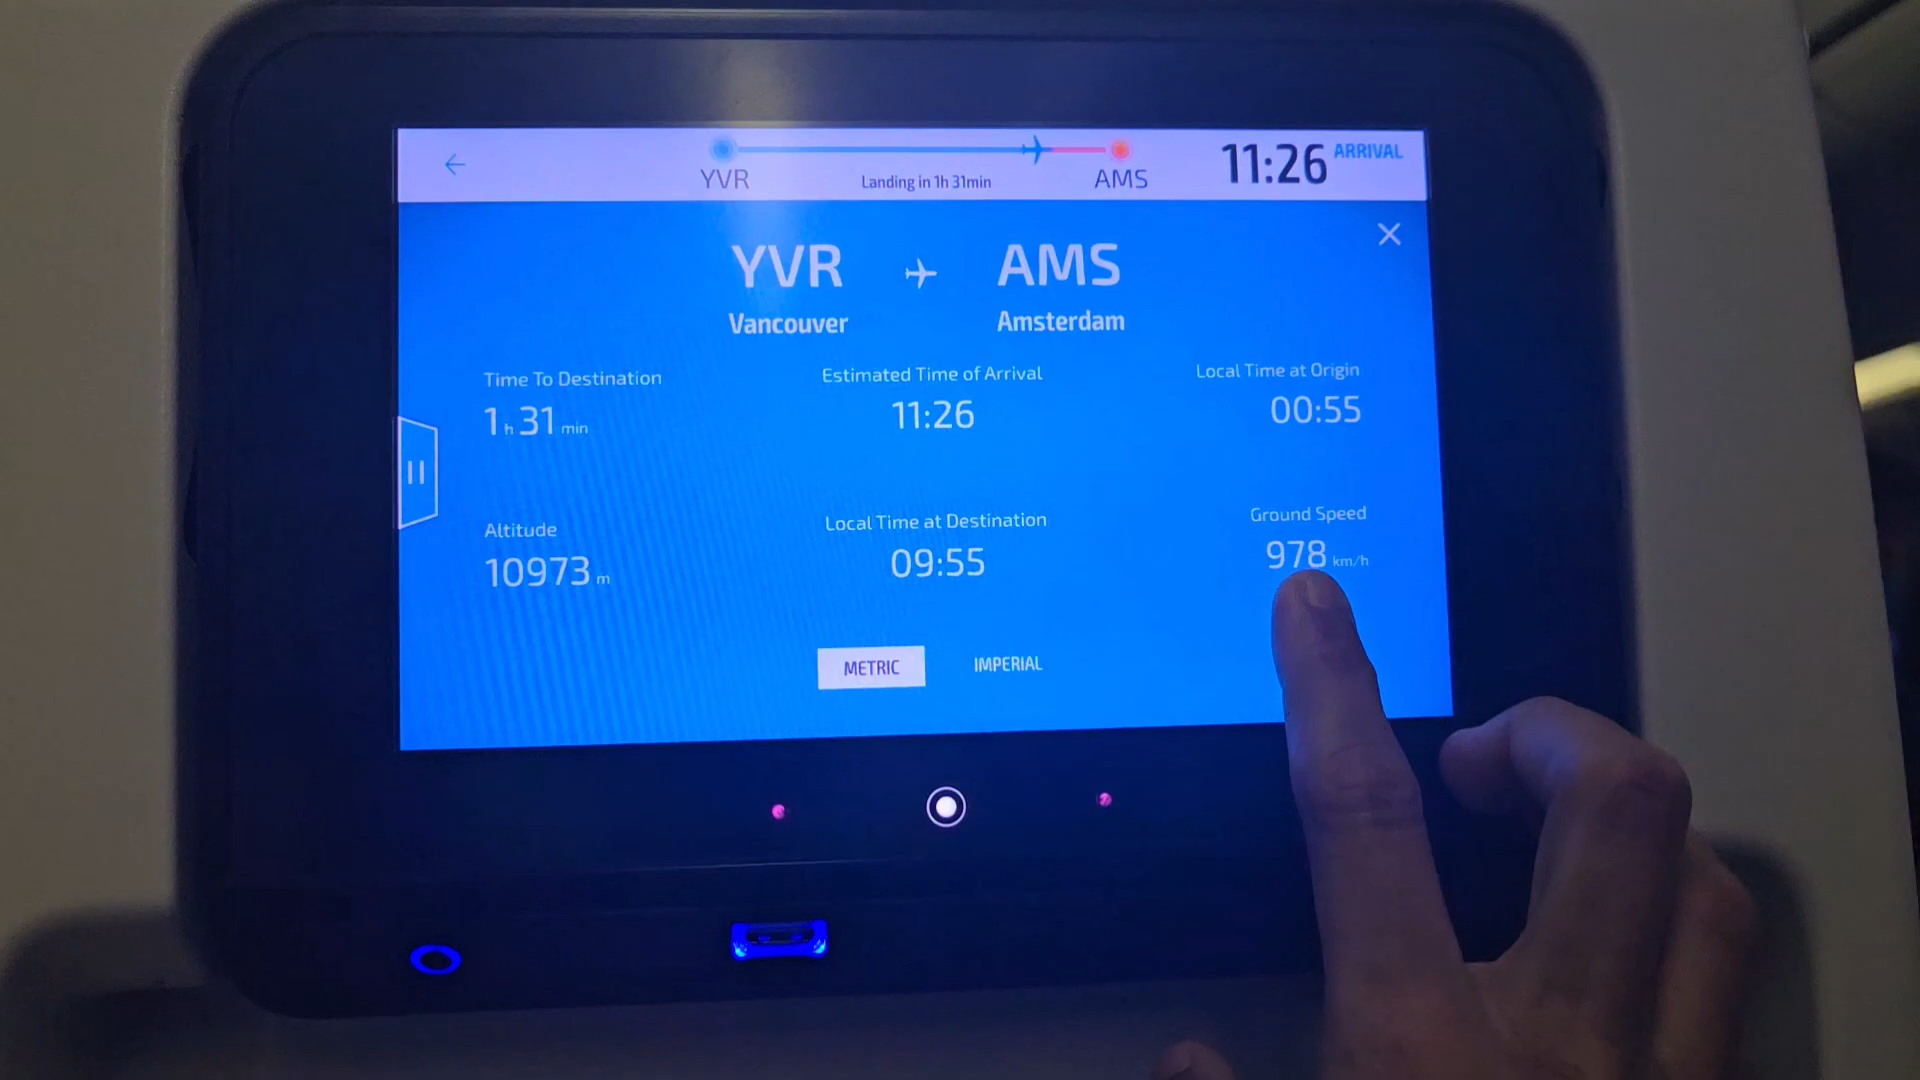 YVR
Landing in 1h 31min
AMS
11:26 ARRIVAL
YVR AMS
Vancouver Amsterdam
Time To Destination
1 h 31 min
Estimated Time of Arrival
11:26
Local Time at Origin
00:55
Altitude
10973 m
Local Time at Destination
09:55
Ground Speed
978 km/h
METRIC IMPERIAL